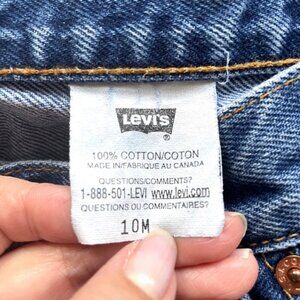 LEVI'S
®
100% COTTON/COTON
MADE IN/FABRIQUE AU CANADA
QUESTIONS/COMMENTS?
1-888-501-LEVI www.levi.com
QUESTIONS OU COMMENTAIRES?
10M